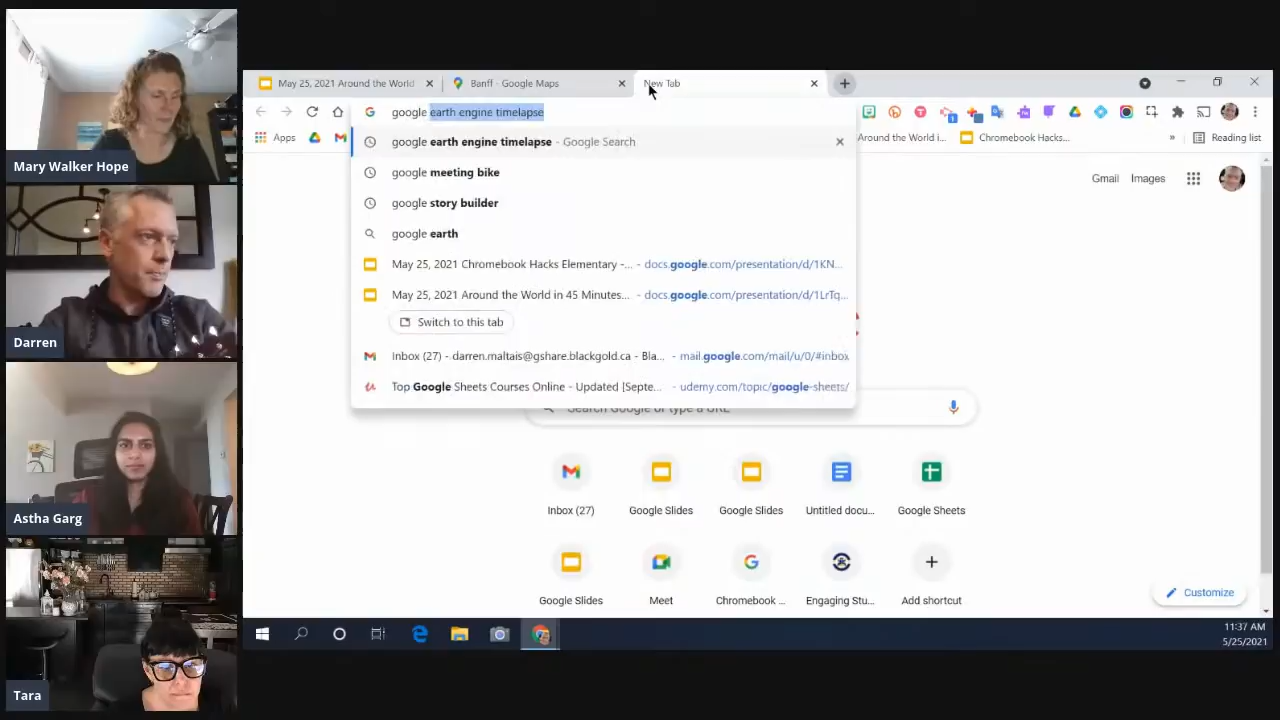 Mary Walker Hope
Darren
Astha Garg
Tara
May 25, 2021 Around the World
Banff - Google Maps
New Tab
google earth engine timelapse
Apps
Around the World i...
Chromebook Hacks...
»
Reading list
google earth engine timelapse - Google Search
google meeting bike
google story builder
google earth
May 25, 2021 Chromebook Hacks Elementary -... - docs.google.com/presentation/d/1KN...
May 25, 2021 Around the World in 45 Minutes... - docs.google.com/presentation/d/1LrTq...
Switch to this tab
Inbox (27) - darren.maltais@gshare.blackgold.ca - Bla... - mail.google.com/mail/u/0/#inbox
Top Google Sheets Courses Online - Updated [Septe... - udemy.com/topic/google-sheets/
Gmail Images
Search Google or type a URL
Inbox (27)
Google Slides
Google Slides
Untitled docu...
Google Sheets
Google Slides
Meet
Chromebook ...
Engaging Stu...
Add shortcut
Customize
11:37 AM
5/25/2021